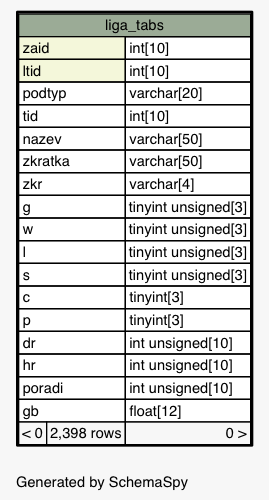 liga_tabs
zaid int[10]
ltid int[10]
podtyp varchar[20]
tid int[10]
nazev varchar[50]
zkratka varchar[50]
zkr varchar[4]
g tinyint unsigned[3]
w tinyint unsigned[3]
l tinyint unsigned[3]
s tinyint unsigned[3]
c tinyint[3]
p tinyint[3]
dr int unsigned[10]
hr int unsigned[10]
poradi int unsigned[10]
gb float[12]
< 0 2,398 rows 0 >
Generated by SchemaSpy